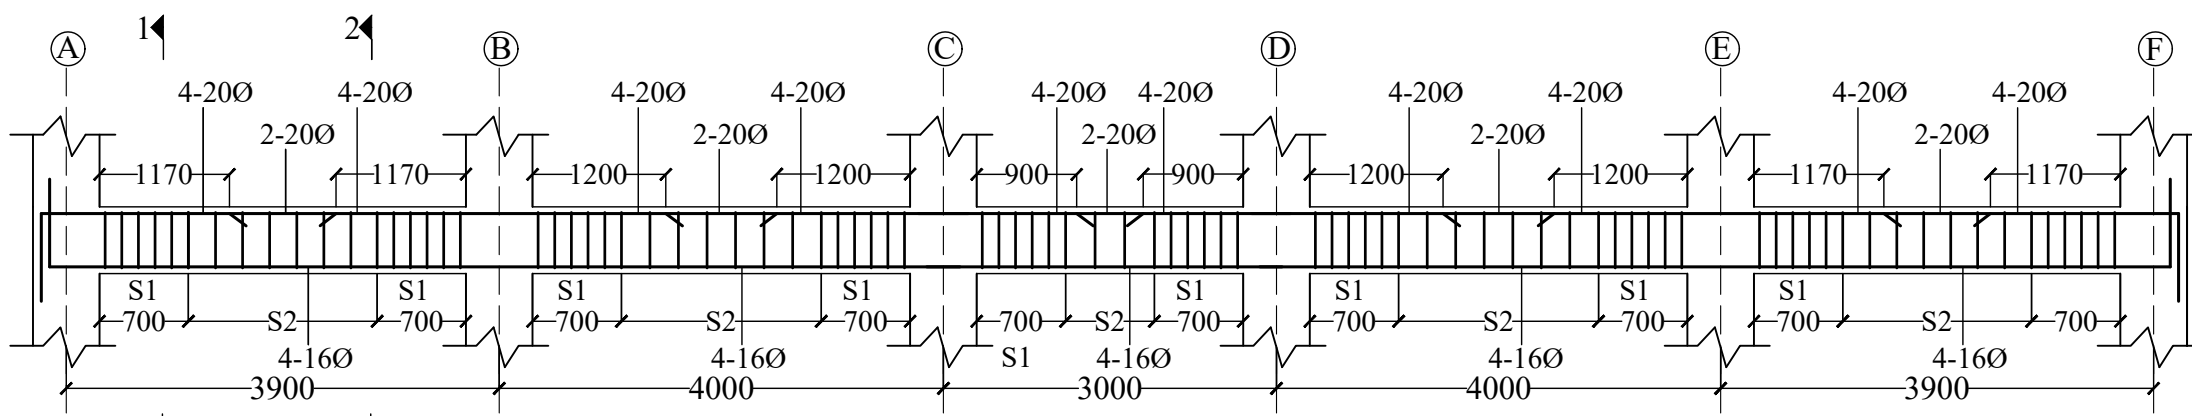 1 2
A B C D E F
4-20Ø 4-20Ø 4-20Ø 4-20Ø 4-20Ø 4-20Ø 4-20Ø 4-20Ø 4-20Ø 4-20Ø
2-20Ø 2-20Ø 2-20Ø 2-20Ø 2-20Ø
1170 1170 1200 1200 900 900 1200 1200 1170 1170
S1 S1 S1 S1 S1 S1 S1 S1
700 S2 700 700 S2 700 700 S2 700 700 S2 700 700 S2 700
4-16Ø 4-16Ø S1 4-16Ø 4-16Ø 4-16Ø
3900 4000 3000 4000 3900